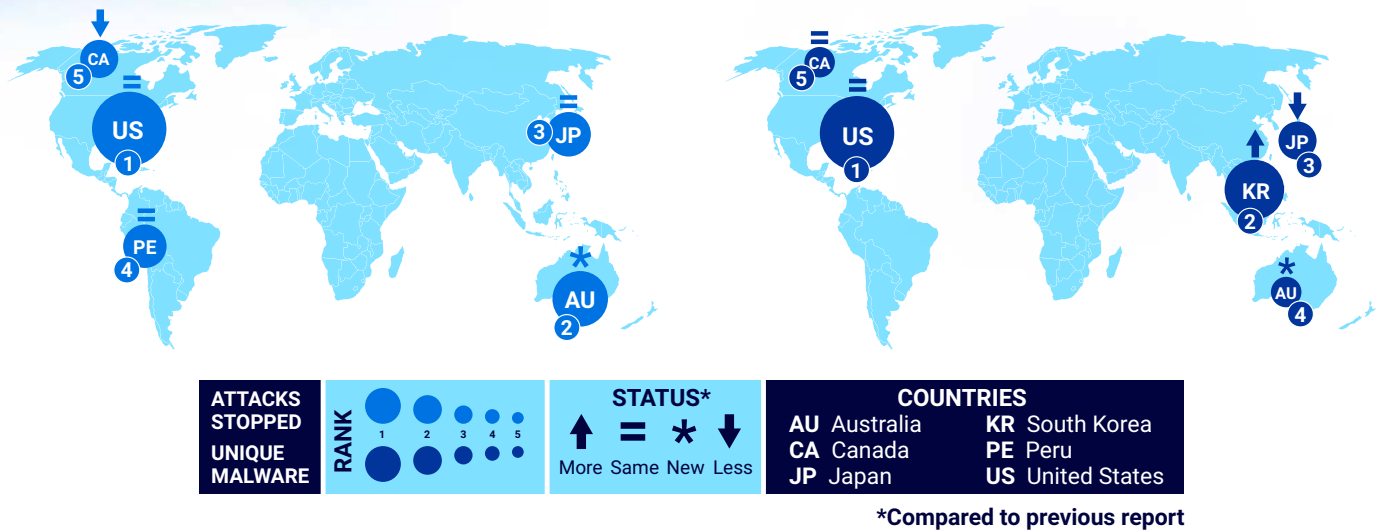 CA
5
US
1
3
JP
PE
4
AU
2
CA
5
US
1
JP
3
KR
2
AU
4
ATTACKS
STOPPED
UNIQUE
MALWARE
RANK
1 2 3 4 5
STATUS*
More Same New Less
COUNTRIES
AU Australia KR South Korea
CA Canada PE Peru
JP Japan US United States
*Compared to previous report